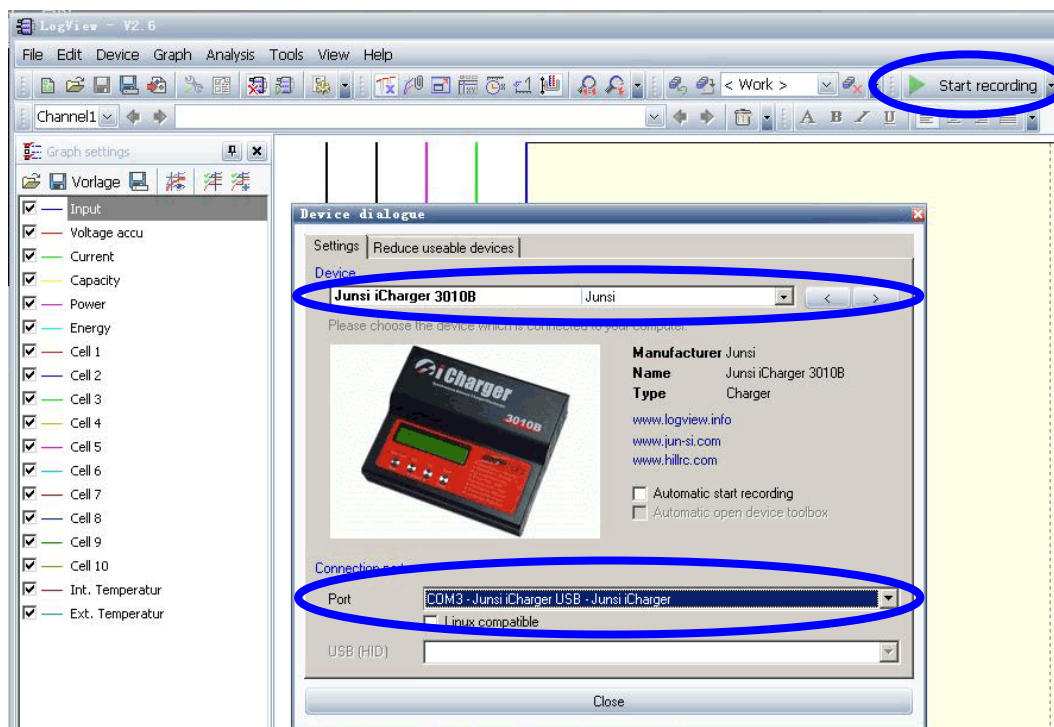 LogView - V2.6
File Edit Device Graph Analysis Tools View Help
< Work > Start recording
Channel1 A B I U
Graph settings
Vorlage
Input
Voltage accu
Current
Capacity
Power
Energy
Cell 1
Cell 2
Cell 3
Cell 4
Cell 5
Cell 6
Cell 7
Cell 8
Cell 9
Cell 10
Int. Temperatur
Ext. Temperatur
Device dialogue
Settings Reduce useable devices
Device
Junsi iCharger 3010B Junsi < >
Please choose the device which is connected to your computer.
iCharger
3010B
Manufacturer Junsi
Name Junsi iCharger 3010B
Type Charger
www.logview.info
www.jun-si.com
www.hillrc.com
Automatic start recording
Automatic open device toolbox
Connection port
Port COM3 - Junsi iCharger USB - Junsi iCharger
Linux compatible
USB (HID)
Close